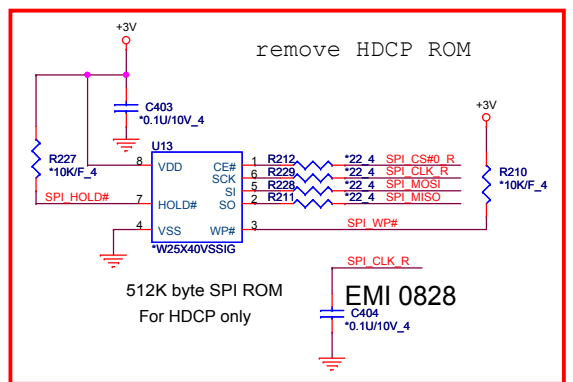 +3V
remove HDCP ROM
C403
*0.1U/10V_4
+3V
U13
R227
*10K/F_4
8 VDD CE# 1 R212 *22_4 SPI_CS#0_R
SCK 6 R229 *22_4 SPI_CLK_R
SI 5 R228 *22_4 SPI_MOSI
SPI_HOLD# 7 HOLD# SO 2 R211 *22_4 SPI_MISO
R210
*10K/F_4
4 VSS WP# 3 SPI_WP#
*W25X40VSSIG
SPI_CLK_R
512K byte SPI ROM
For HDCP only
EMI 0828
C404
*0.1U/10V_4